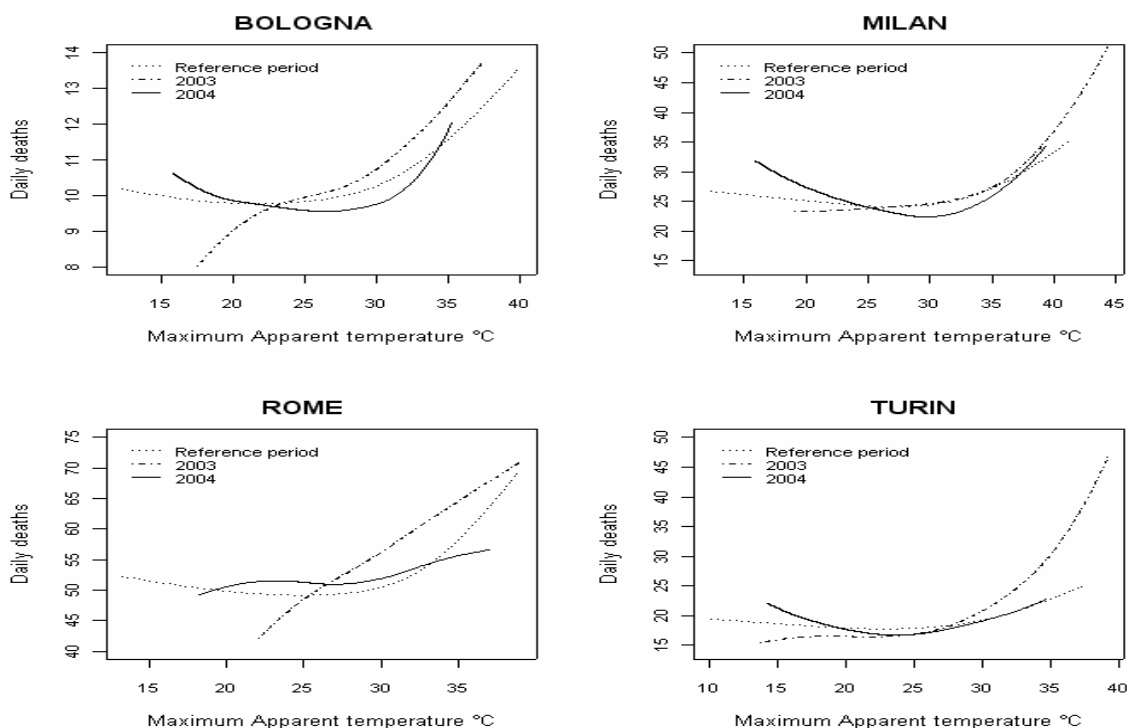 BOLOGNA
Daily deaths
14
13
12
11
10
9
8
Reference period
2003
2004
15 20 25 30 35 40
Maximum Apparent temperature °C
MILAN
Daily deaths
50
45
40
35
30
25
20
15
Reference period
2003
2004
15 20 25 30 35 40 45
Maximum Apparent temperature °C
ROME
Daily deaths
75
70
65
60
55
50
45
40
Reference period
2003
2004
15 20 25 30 35
Maximum Apparent temperature °C
TURIN
Daily deaths
50
45
40
35
30
25
20
15
Reference period
2003
2004
10 15 20 25 30 35 40
Maximum Apparent temperature °C